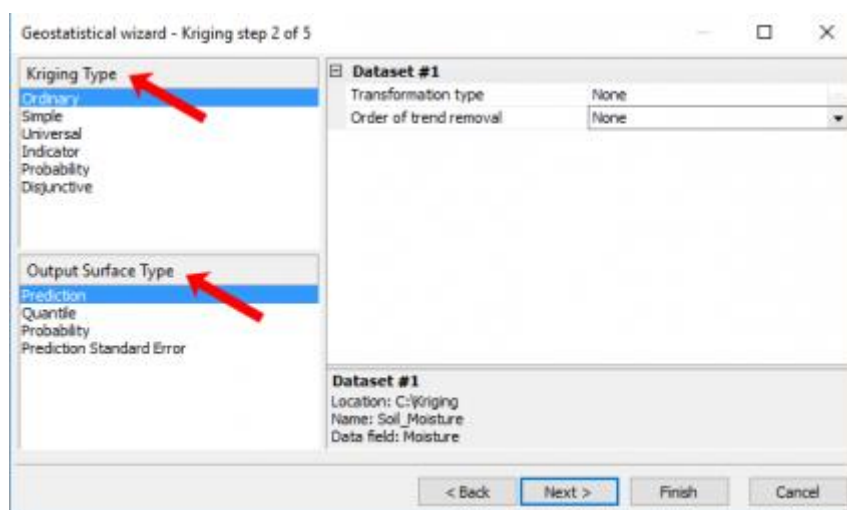 Geostatistical wizard - Kriging step 2 of 5
Kriging Type
Ordinary
Simple
Universal
Indicator
Probability
Disjunctive
Output Surface Type
Prediction
Quantile
Probability
Prediction Standard Error
Dataset #1
Transformation type None
Order of trend removal None
Dataset #1
Location: C:\Kriging
Name: Soil_Moisture
Data field: Moisture
< Back Next > Finish Cancel